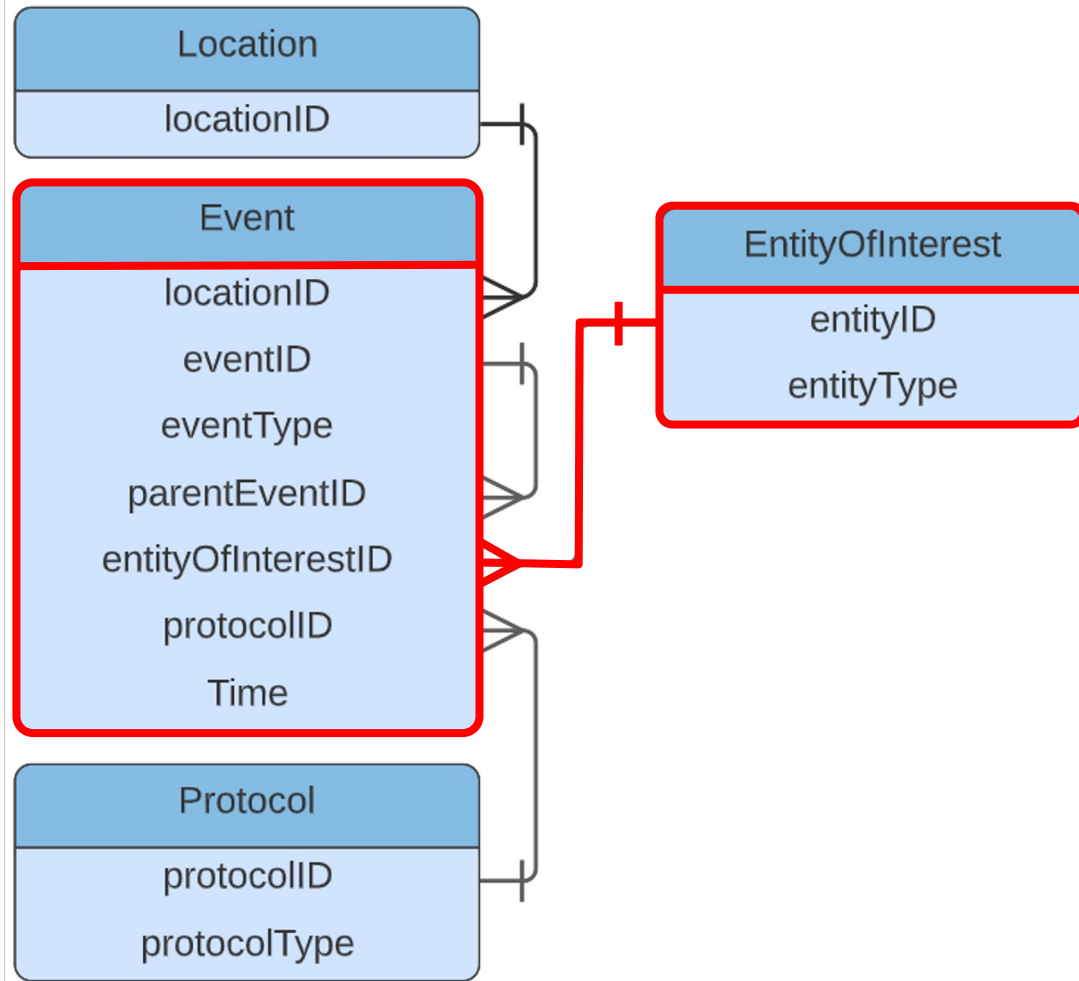 Location
locationID
Event
locationID
eventID
eventType
parentEventID
entityOfInterestID
protocolID
Time
Protocol
protocolID
protocolType
EntityOfInterest
entityID
entityType